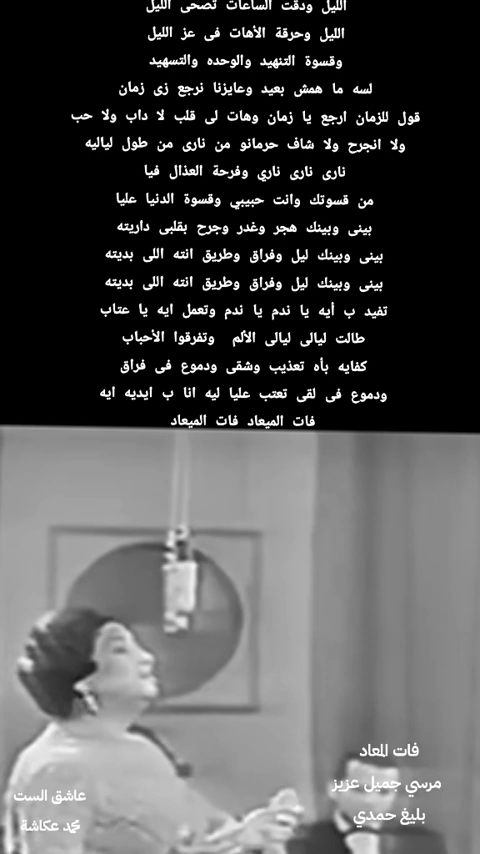 الليل ودقت الساعات تصحى الليل
الليل وحرقة الأهات فى عز الليل
وقسوة التنهيد والوحده والتسهيد
لسه ما همش بعيد وعايزنا نرجع زى زمان
قول للزمان ارجع يا زمان وهات لى قلب لا داب ولا حب
ولا انجرح ولا شاف حرمانو من نارى من طول لياليه
نارى نارى ناري وفرحة العذال فيا
من قسوتك وانت حبيبي وقسوة الدنيا عليا
بينى وبينك هجر وغدر وجرح بقلبى داريته
بينى وبينك ليل وفراق وطريق انته اللى بديته
بينى وبينك ليل وفراق وطريق انته اللى بديته
تفيد ب أيه يا ندم يا ندم وتعمل ايه يا عتاب
طالت ليالى ليالى الألم وتفرقوا الأحباب
كفايه بأه تعذيب وشقى ودموع فى فراق
ودموع فى لقى تعتب عليا ليه انا ب ايديه ايه
فات الميعاد فات الميعاد
فات المعاد
مرسي جميل عزيز
بليغ حمدي
عاشق الست
محمد عكاشة